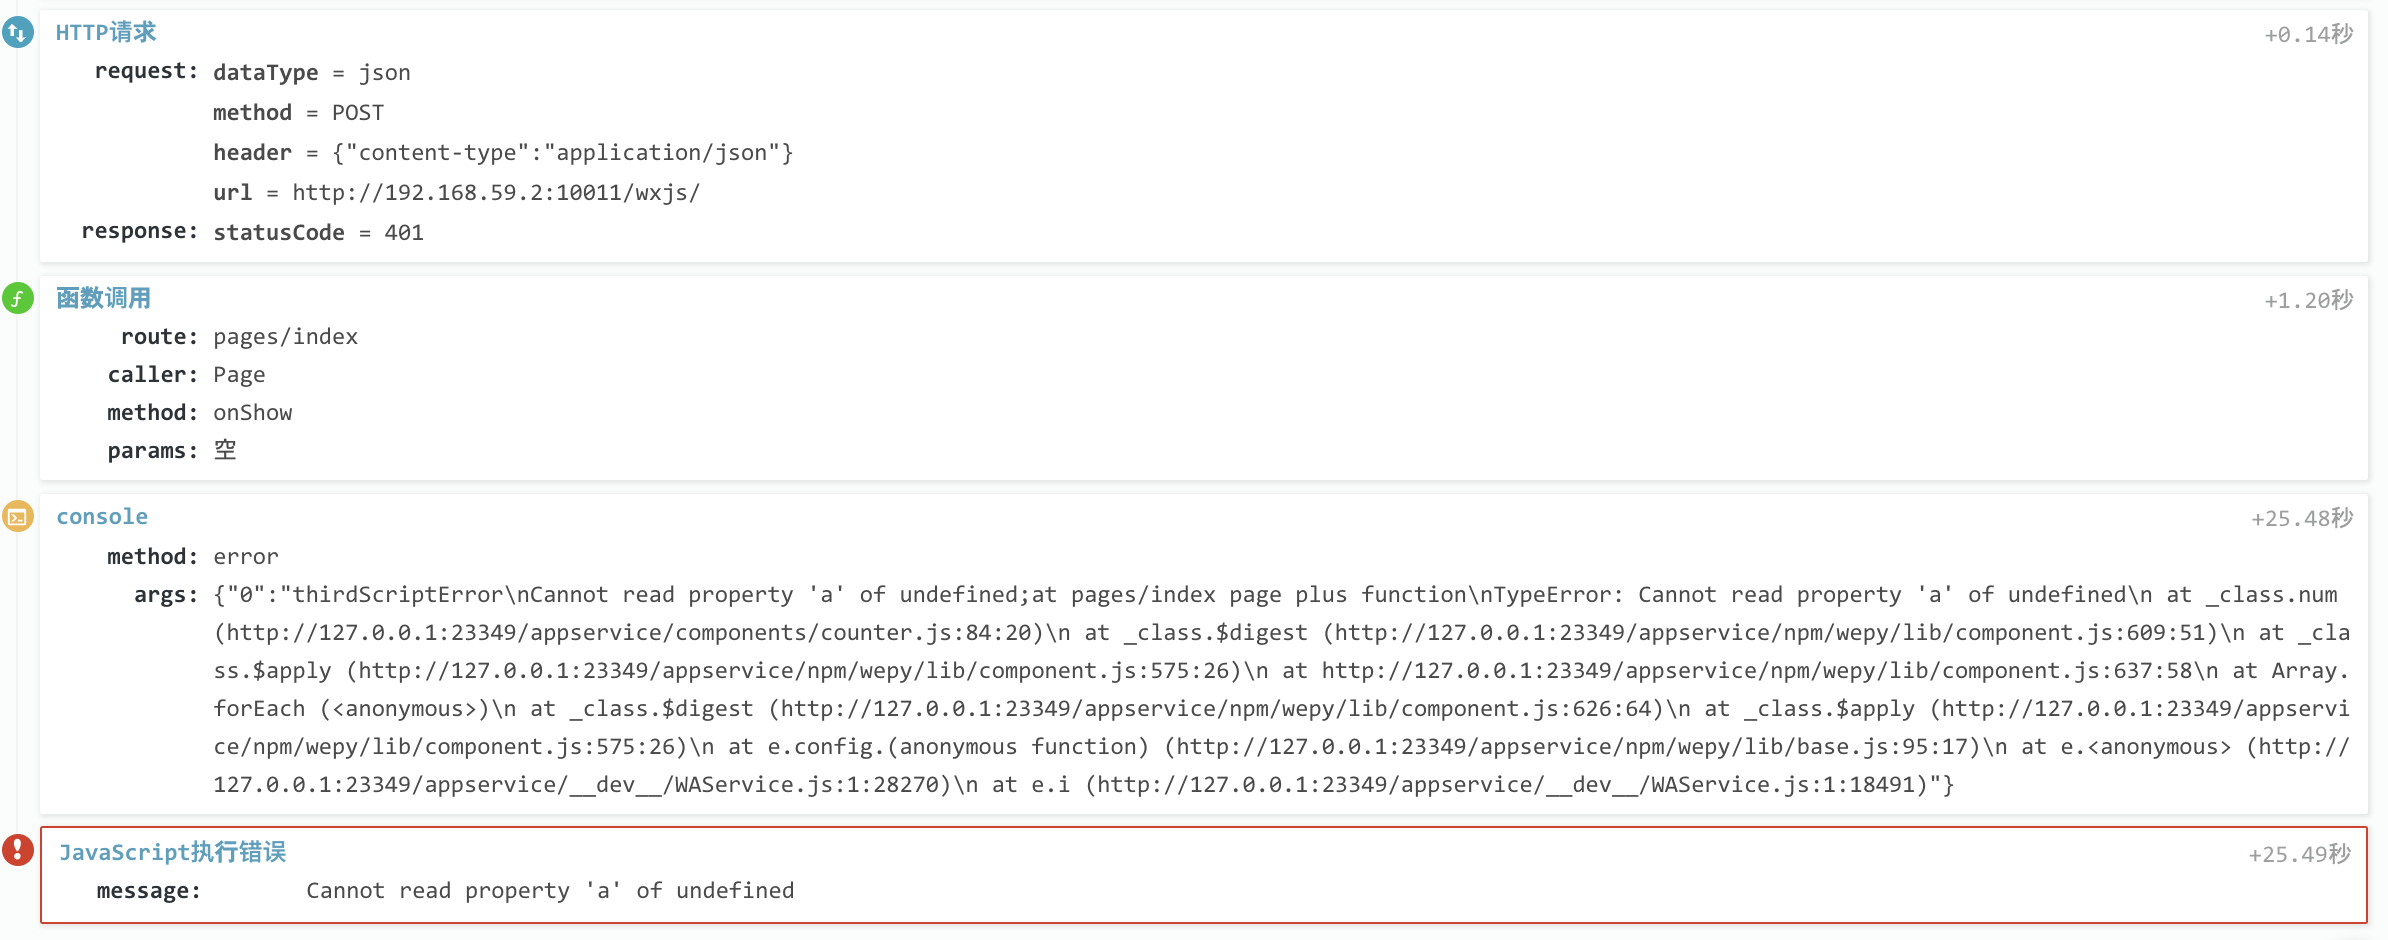 HTTP请求 +0.14秒
request: dataType = json
method = POST
header = {"content-type":"application/json"}
url = http://192.168.59.2:10011/wxjs/
response: statusCode = 401
函数调用 +1.20秒
route: pages/index
caller: Page
method: onShow
params: 空
console +25.48秒
method: error
args: {"0":"thirdScriptError\nCannot read property 'a' of undefined;at pages/index page plus function\nTypeError: Cannot read property 'a' of undefined\n at _class.num
(http://127.0.0.1:23349/appservice/components/counter.js:84:20)\n at _class.$digest (http://127.0.0.1:23349/appservice/npm/wepy/lib/component.js:609:51)\n at _cla
ss.$apply (http://127.0.0.1:23349/appservice/npm/wepy/lib/component.js:575:26)\n at http://127.0.0.1:23349/appservice/npm/wepy/lib/component.js:637:58\n at Array.
forEach (<anonymous>)\n at _class.$digest (http://127.0.0.1:23349/appservice/npm/wepy/lib/component.js:626:64)\n at _class.$apply (http://127.0.0.1:23349/appservi
ce/npm/wepy/lib/component.js:575:26)\n at e.config.(anonymous function) (http://127.0.0.1:23349/appservice/npm/wepy/lib/base.js:95:17)\n at e.<anonymous> (http://
127.0.0.1:23349/appservice/__dev__/WAService.js:1:28270)\n at e.i (http://127.0.0.1:23349/appservice/__dev__/WAService.js:1:18491)"}
JavaScript执行错误 +25.49秒
message: Cannot read property 'a' of undefined